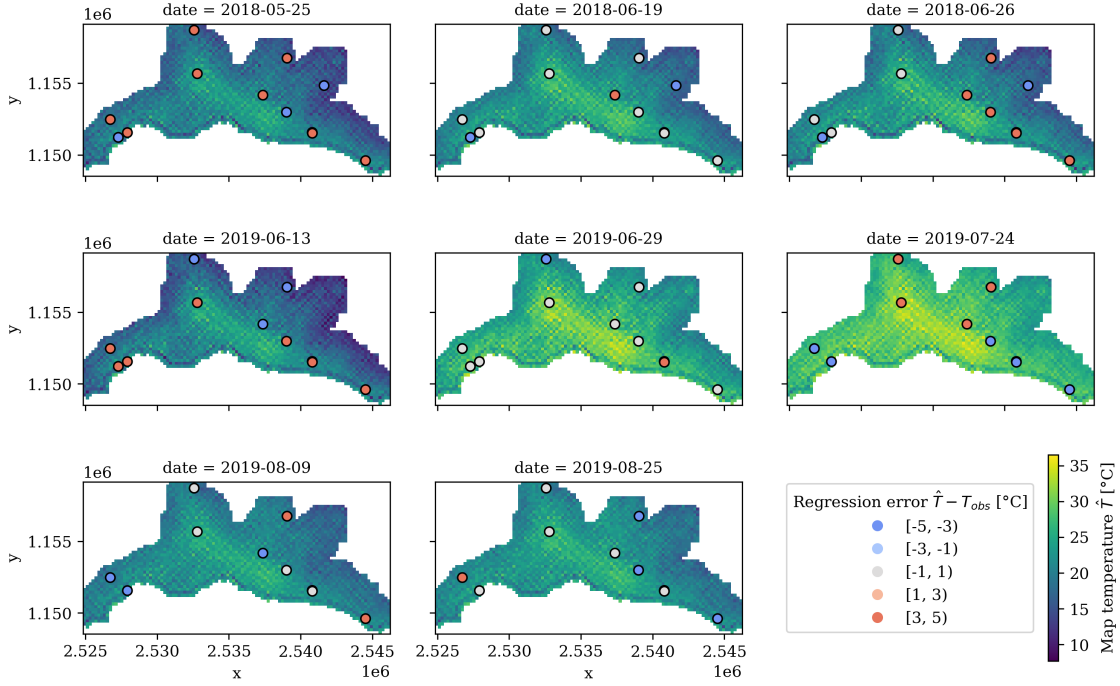 date = 2018-05-25
date = 2018-06-19
date = 2018-06-26
1e6
1.155
1.150
y
date = 2019-06-13
date = 2019-06-29
date = 2019-07-24
1e6
1.155
1.150
y
date = 2019-08-09
date = 2019-08-25
1e6
1.155
1.150
y
2.525 2.530 2.535 2.540 2.545
x
1e6
2.525 2.530 2.535 2.540 2.545
x
1e6
Regression error T̂ − T_obs [°C]
[-5, -3)
[-3, -1)
[-1, 1)
[1, 3)
[3, 5)
35
30
25
20
15
10
Map temperature T̂ [°C]